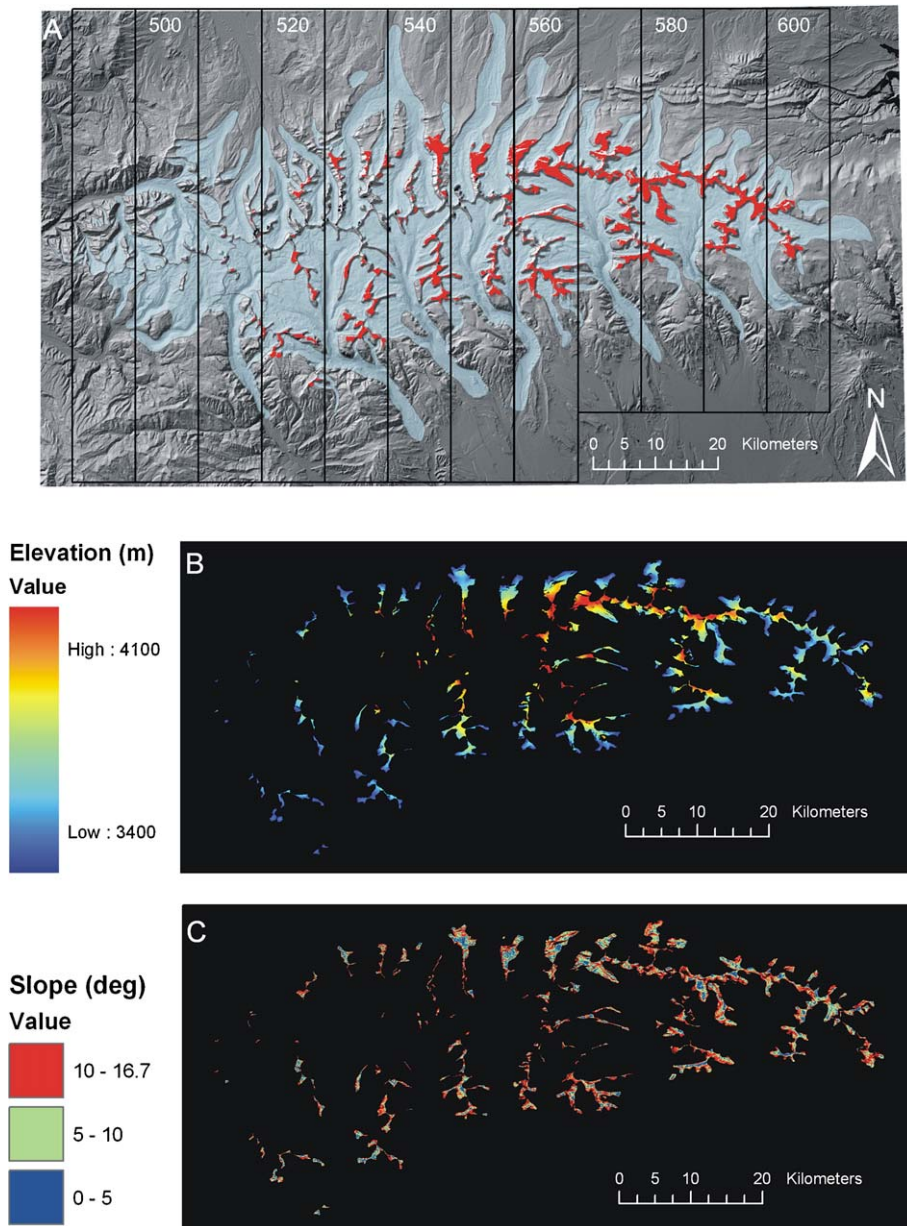 A
500 520 540 560 580 600
N
0 5 10 20 Kilometers
Elevation (m)
Value
High : 4100
Low : 3400
B
0 5 10 20 Kilometers
Slope (deg)
Value
10 - 16.7
5 - 10
0 - 5
C
0 5 10 20 Kilometers